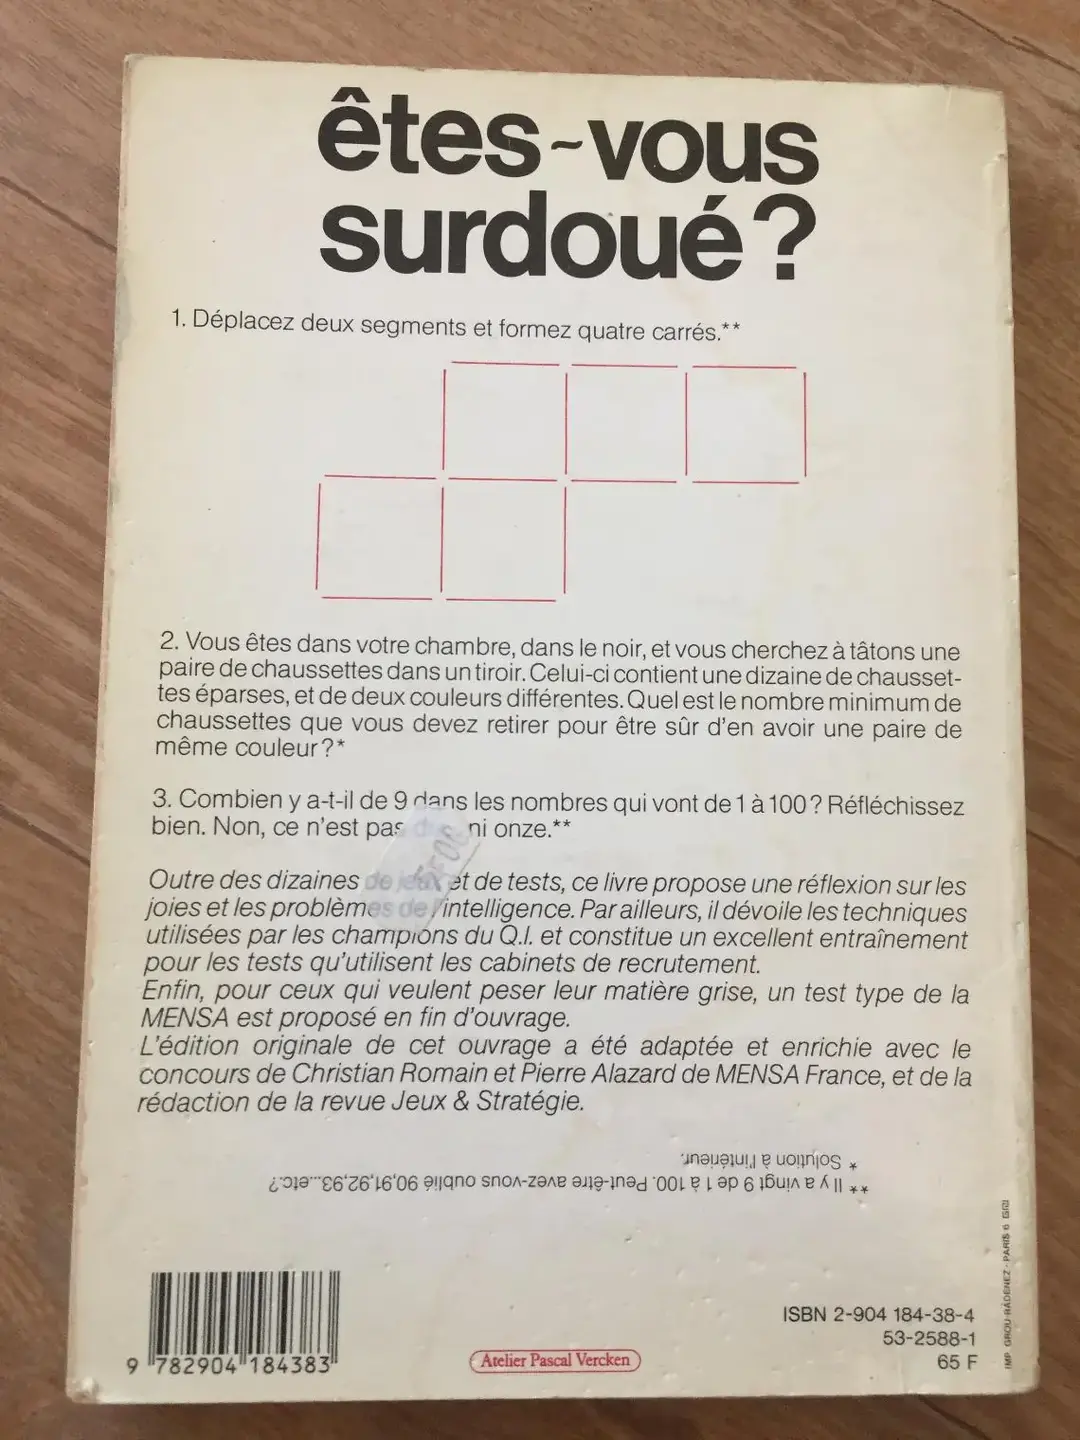 êtes-vous
surdoué?
1. Déplacez deux segments et formez quatre carrés.**
2. Vous êtes dans votre chambre, dans le noir, et vous cherchez à tâtons une
paire de chaussettes dans un tiroir. Celui-ci contient une dizaine de chausset-
tes éparses, et de deux couleurs différentes. Quel est le nombre minimum de
chaussettes que vous devez retirer pour être sûr d'en avoir une paire de
même couleur?*
3. Combien y a-t-il de 9 dans les nombres qui vont de 1 à 100? Réfléchissez
bien. Non, ce n'est pas ni onze.**
Outre des dizaines de jeux et de tests, ce livre propose une réflexion sur les
joies et les problèmes de l'intelligence. Par ailleurs, il dévoile les techniques
utilisées par les champions du Q.I. et constitue un excellent entraînement
pour les tests qu'utilisent les cabinets de recrutement.
Enfin, pour ceux qui veulent peser leur matière grise, un test type de la
MENSA est proposé en fin d'ouvrage.
L'édition originale de cet ouvrage a été adaptée et enrichie avec le
concours de Christian Romain et Pierre Alazard de MENSA France, et de la
rédaction de la revue Jeux & Stratégie.
* Solution à l'intérieur.
** Il y a vingt 9 de 1 à 100. Peut-être avez-vous oublié 90,91,92,93...etc.?
ISBN 2-904 184-38-4
53-2588-1
65 F
9 782904 184383
Atelier Pascal Vercken
IMP. GROU-RADENEZ - PARIS 6